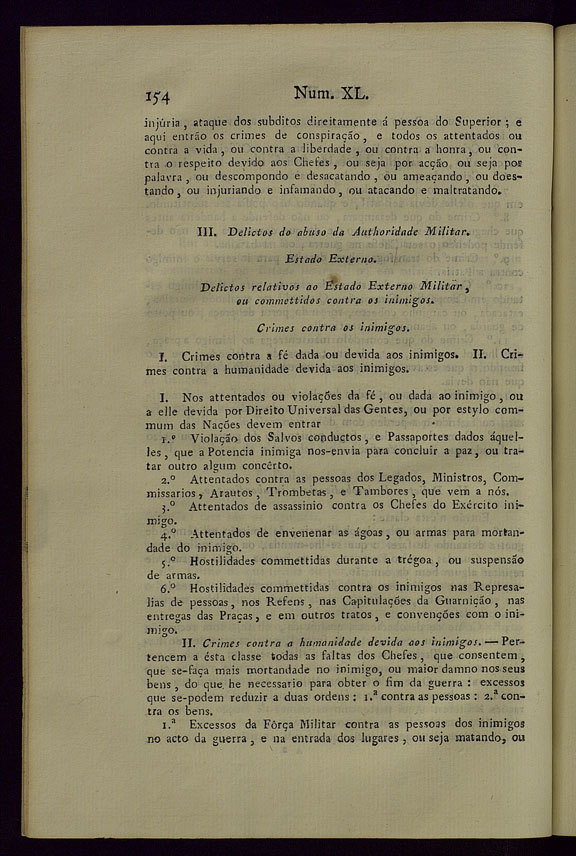 154 Num. XL.
injúria , ataque dos subditos direitamente á pessoa do Superior ; e
aqui entrão os crimes de conspiração , e todos os attentados ou
contra a vida , ou contra a liberdade , ou contra a honra , ou con-
tra o respeito devido aos Chefes , ou seja por acção ou seja por
palavra , ou descompondo e desacatando , ou ameaçando , ou does-
tando , ou injuriando e infamando , ou atacando e maltratando.
III. Delictos do abuso da Authoridade Militar.
Estado Externo.
Delictos relativos ao Estado Externo Militar ,
ou commettidos contra os inimigos.
Crimes contra os inimigos.
I. Crimes contra a fé dada ou devida aos inimigos. II. Cri-
mes contra a humanidade devida aos inimigos.
I. Nos attentados ou violações da fé , ou dada ao inimigo , ou
a elle devida por Direito Universal das Gentes, ou por estylo com-
mum das Nações devem entrar
1.º Violação dos Salvos conductos , e Passaportes dados áquel-
les , que a Potencia inimiga nos-envia para concluir a paz , ou tra-
tar outro algum concêrto.
2.º Attentados contra as pessoas dos Legados, Ministros, Com-
missarios, Arautos , Trombetas , e Tambores , que vem a nós.
3.º Attentados de assassinio contra os Chefes do Exército ini-
migo.
4.º Attentados de envenenar as ágoas , ou armas para mortan-
dade do inimigo.
5.º Hostilidades commettidas durante a trégoa , ou suspensão
de armas.
6.º Hostilidades commettidas contra os inimigos nas Represa-
lias de pessoas, nos Refens , nas Capitulações da Guarnição , nas
entregas das Praças , e em outros tratos , e convenções com o ini-
migo.
II. Crimes contra a humanidade devida aos inimigos. — Per-
tencem a ésta classe todas as faltas dos Chefes , que consentem ,
que se-faça mais mortandade no inimigo, ou maior damno nos seus
bens , do que he necessario para obter o fim da guerra : excessos
que se-podem reduzir a duas ordens : 1.ª contra as pessoas : 2.ª con-
tra os bens.
1.ª Excessos da Fôrça Militar contra as pessoas dos inimigos
no acto da guerra , e na entrada dos lugares , ou seja matando, ou